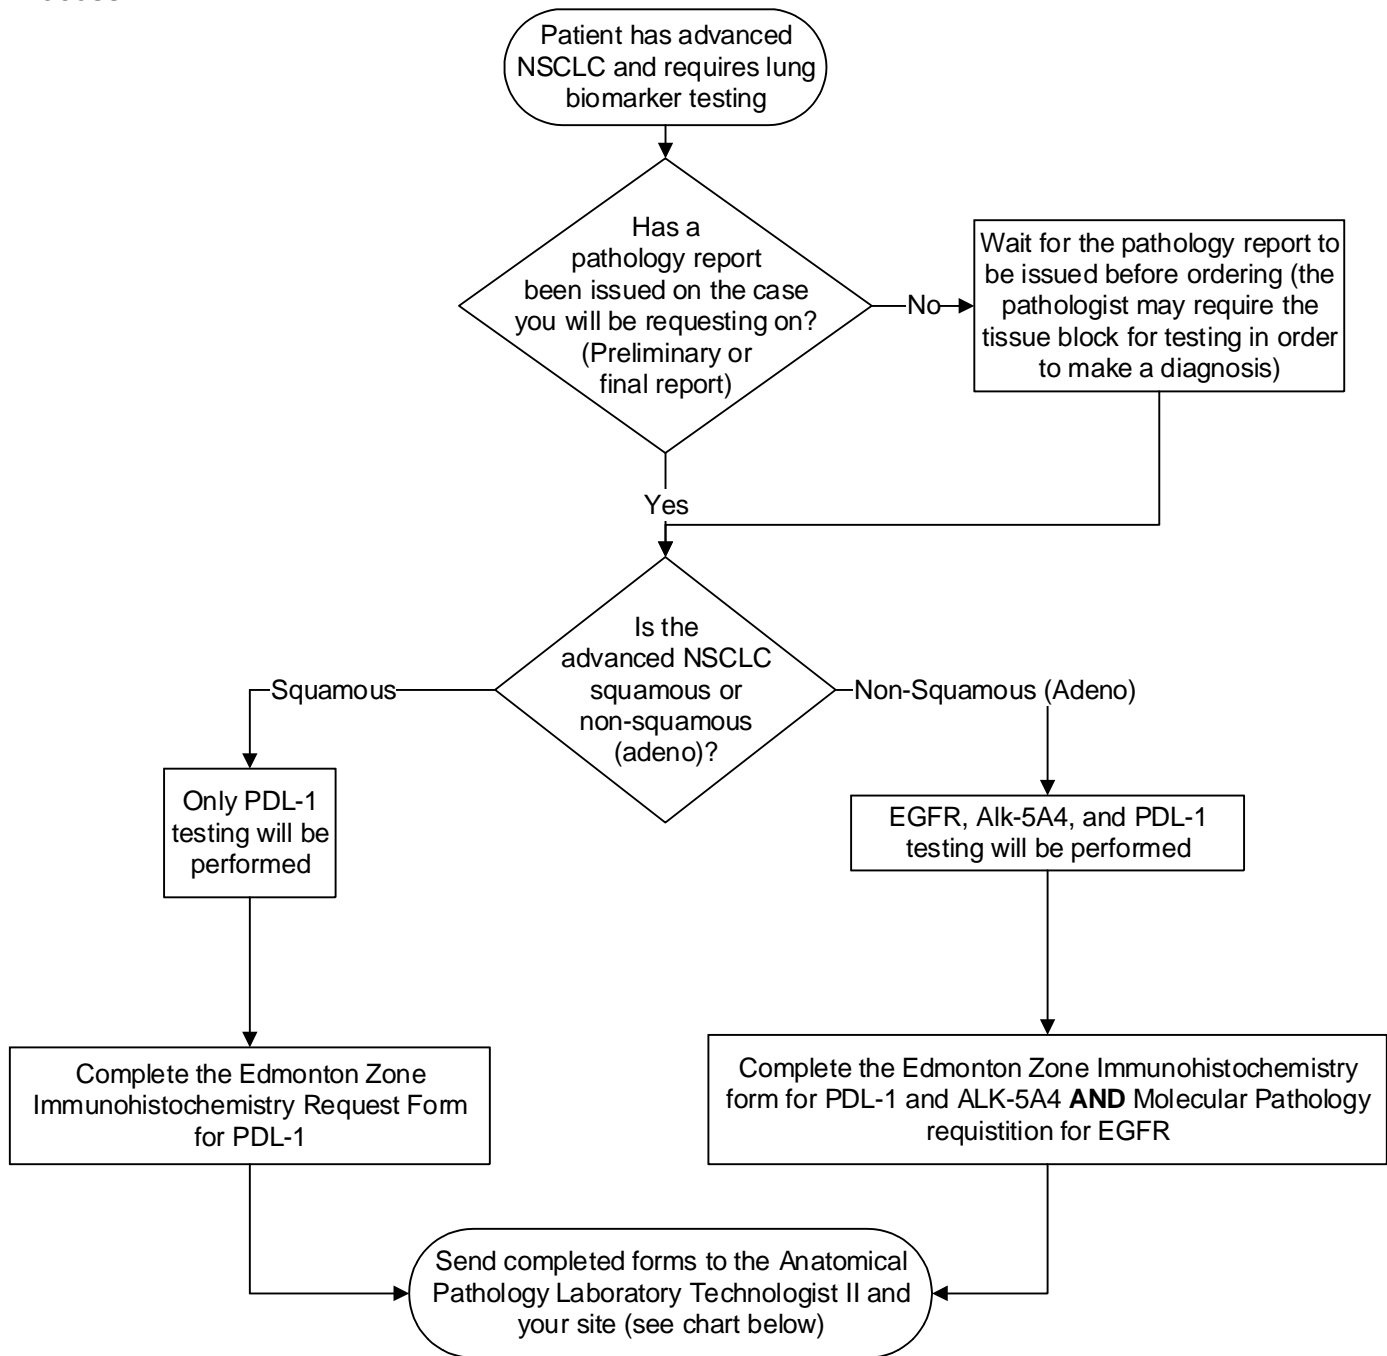 Patient has advanced
NSCLC and requires lung
biomarker testing
Has a
pathology report
been issued on the case
you will be requesting on?
(Preliminary or
final report)
No
Wait for the pathology report to
be issued before ordering (the
pathologist may require the
tissue block for testing in order
to make a diagnosis)
Yes
Is the
advanced NSCLC
squamous or
non-squamous
(adeno)?
Squamous
Non-Squamous (Adeno)
Only PDL-1
testing will be
performed
EGFR, Alk-5A4, and PDL-1
testing will be performed
Complete the Edmonton Zone
Immunohistochemistry Request Form
for PDL-1
Complete the Edmonton Zone Immunohistochemistry
form for PDL-1 and ALK-5A4 AND Molecular Pathology
requistition for EGFR
Send completed forms to the Anatomical
Pathology Laboratory Technologist II and
your site (see chart below)